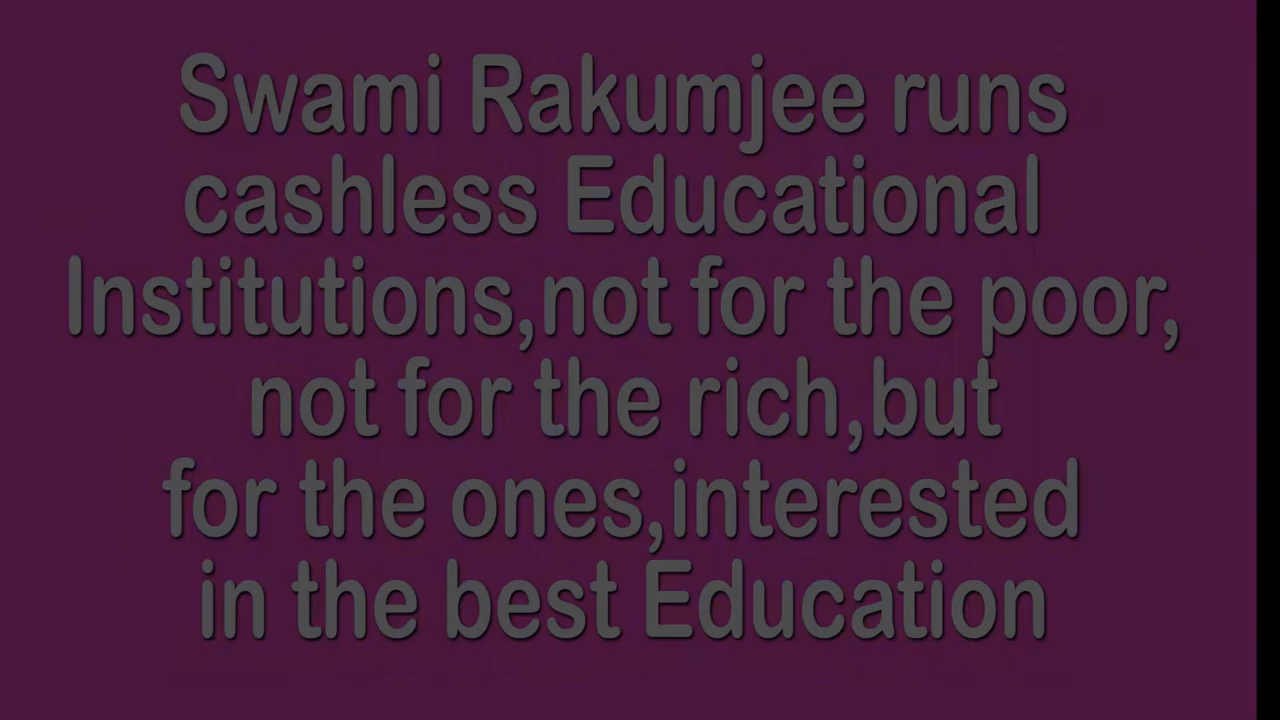 Swami Rakumjee runs
cashless Educational
Institutions,not for the poor,
not for the rich,but
for the ones,interested
in the best Education